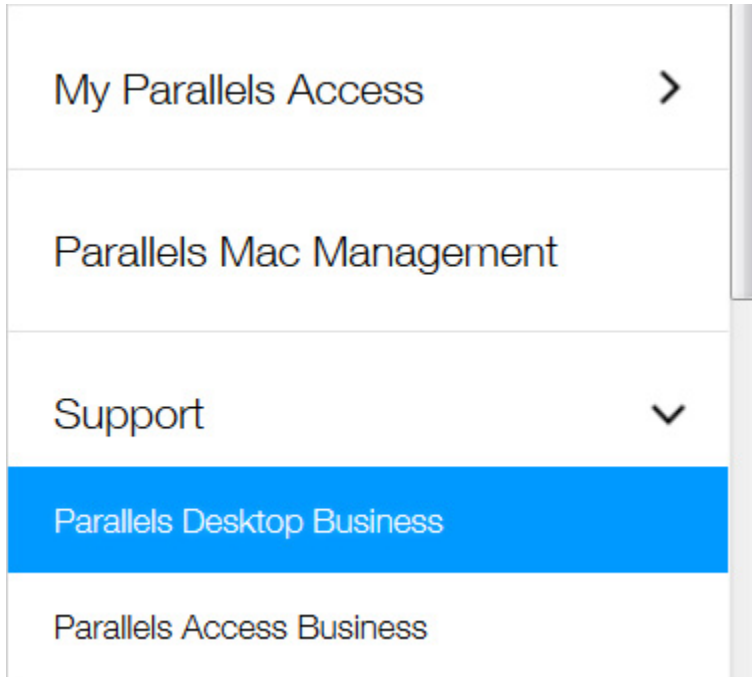 My Parallels Access
Parallels Mac Management
Support
Parallels Desktop Business
Parallels Access Business